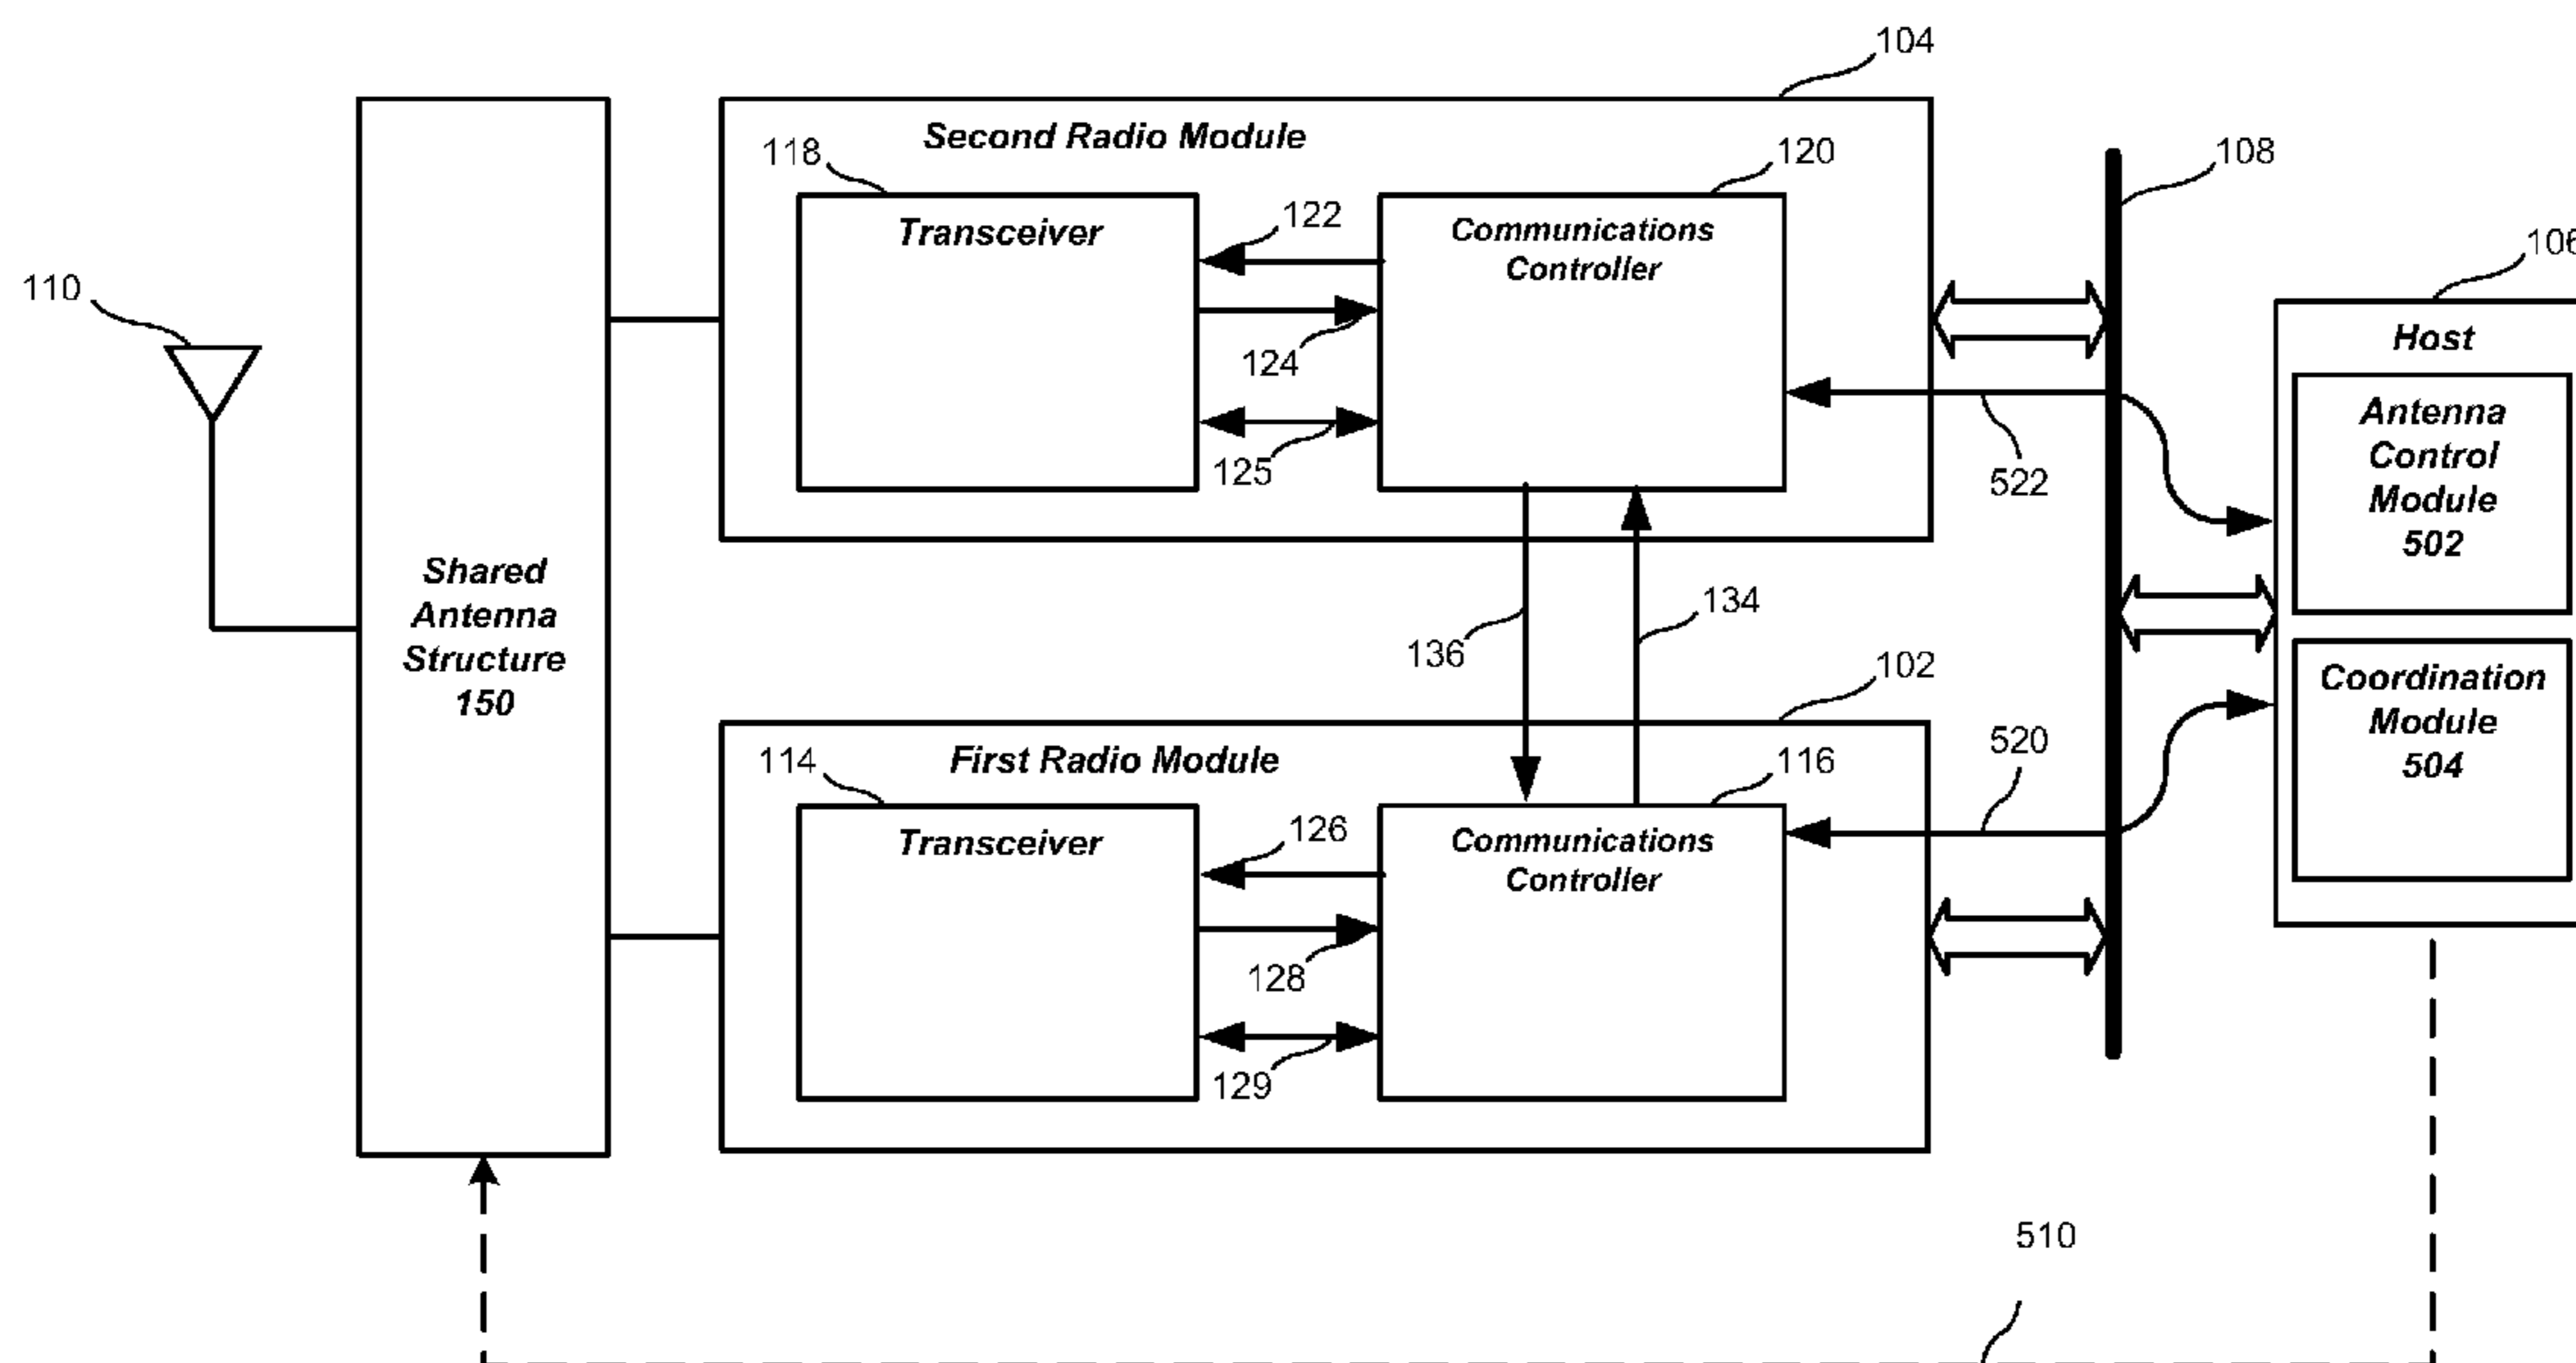 104
Second Radio Module
118
120
108
Transceiver
122
Communications
Controller
106
110
124
Host
125
522
Antenna
Control
Module
502
Shared
Antenna
Structure
150
136
134
102
Coordination
Module
504
First Radio Module
114
116
520
Transceiver
126
Communications
Controller
128
129
510